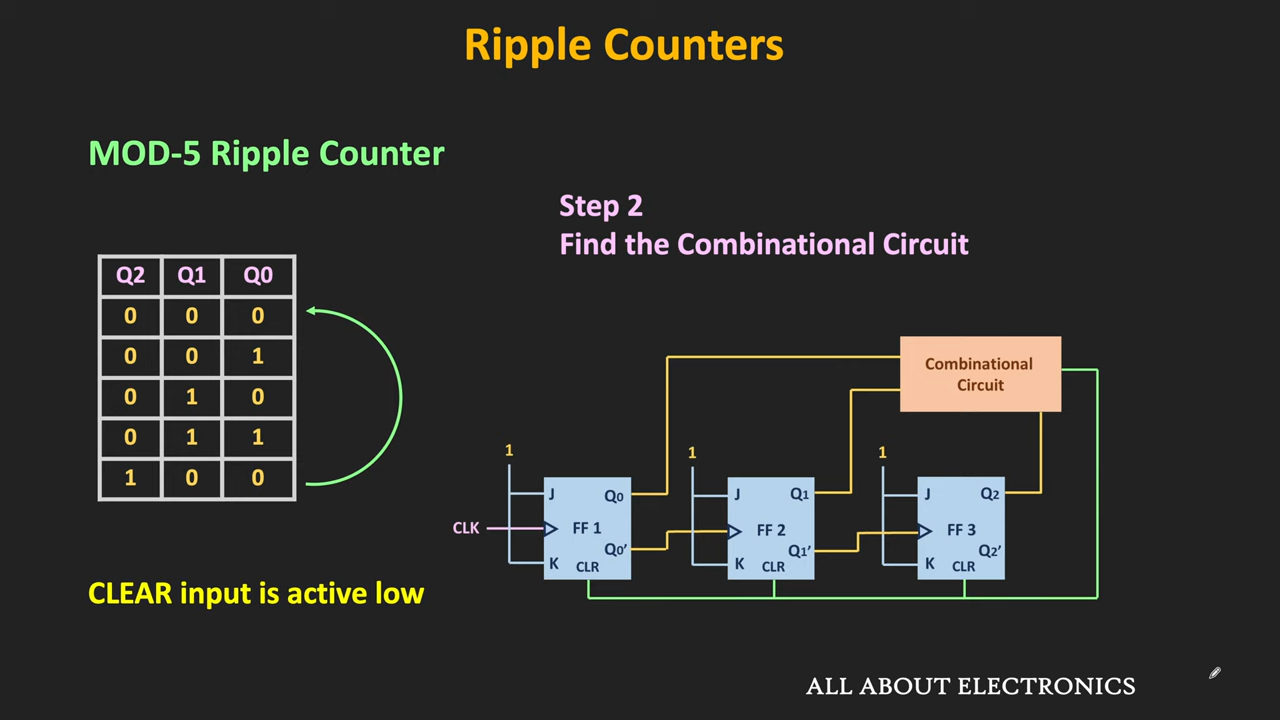 Ripple Counters
MOD-5 Ripple Counter
Step 2
Find the Combinational Circuit
Q2 Q1 Q0
0 0 0
0 0 1
0 1 0
0 1 1
1 0 0
Combinational
Circuit
1 1 1
J Q0 J Q1 J Q2
CLK FF 1 FF 2 FF 3
K Q0' K Q1' K Q2'
CLR CLR CLR
CLEAR input is active low
ALL ABOUT ELECTRONICS